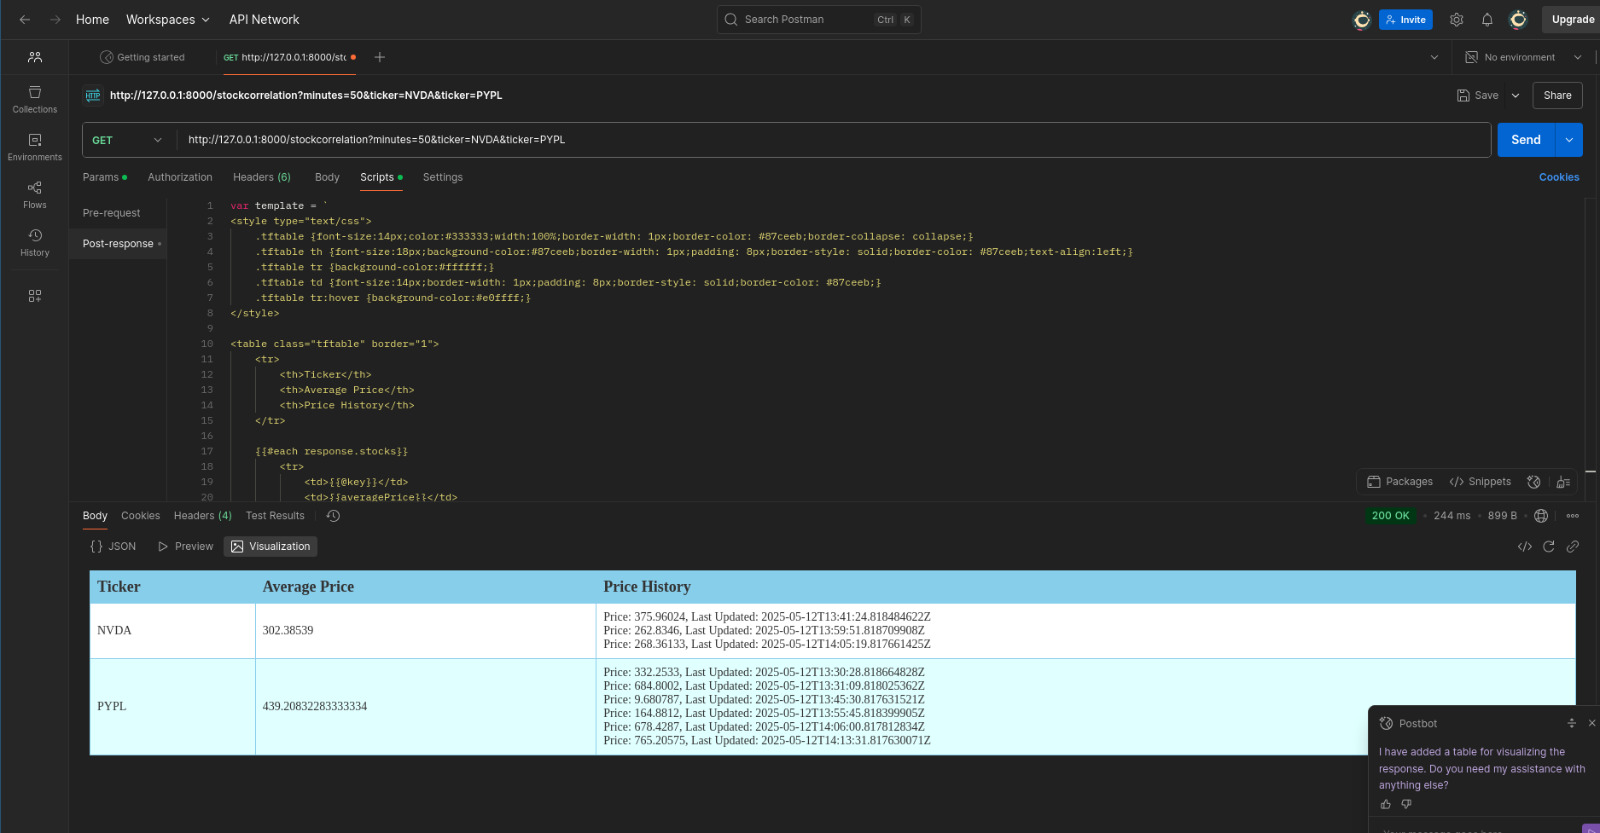 Home Workspaces API Network Search Postman Ctrl K Invite Upgrade
Getting started GET http://127.0.0.1:8000/stc No environment
HTTP http://127.0.0.1:8000/stockcorrelation?minutes=50&ticker=NVDA&ticker=PYPL Save Share
Collections
GET http://127.0.0.1:8000/stockcorrelation?minutes=50&ticker=NVDA&ticker=PYPL Send
Environments
Params Authorization Headers (6) Body Scripts Settings Cookies
Flows
History
Pre-request
Post-response
1 var template = `
2 <style type="text/css">
3 .tftable {font-size:14px;color:#333333;width:100%;border-width: 1px;border-color: #87ceeb;border-collapse: collapse;}
4 .tftable th {font-size:18px;background-color:#87ceeb;border-width: 1px;padding: 8px;border-style: solid;border-color: #87ceeb;text-align:left;}
5 .tftable tr {background-color:#ffffff;}
6 .tftable td {font-size:14px;border-width: 1px;padding: 8px;border-style: solid;border-color: #87ceeb;}
7 .tftable tr:hover {background-color:#e0ffff;}
8 </style>
9
10 <table class="tftable" border="1">
11 <tr>
12 <th>Ticker</th>
13 <th>Average Price</th>
14 <th>Price History</th>
15 </tr>
16
17 {{#each response.stocks}}
18 <tr>
19 <td>{{@key}}</td>
20 <td>{{averagePrice}}</td>
Packages Snippets
Body Cookies Headers (4) Test Results 200 OK 244 ms 899 B
{} JSON Preview Visualization
Ticker Average Price Price History
NVDA 302.38539
Price: 375.96024, Last Updated: 2025-05-12T13:41:24.818484622Z
Price: 262.8346, Last Updated: 2025-05-12T13:59:51.818709908Z
Price: 268.36133, Last Updated: 2025-05-12T14:05:19.817661425Z
PYPL 439.20832283333334
Price: 332.2533, Last Updated: 2025-05-12T13:30:28.818664828Z
Price: 684.8002, Last Updated: 2025-05-12T13:31:09.818025362Z
Price: 9.680787, Last Updated: 2025-05-12T13:45:30.817631521Z
Price: 164.8812, Last Updated: 2025-05-12T13:55:45.818399905Z
Price: 678.4287, Last Updated: 2025-05-12T14:06:00.817812834Z
Price: 765.20575, Last Updated: 2025-05-12T14:13:31.817630071Z
Postbot
I have added a table for visualizing the
response. Do you need my assistance with
anything else?